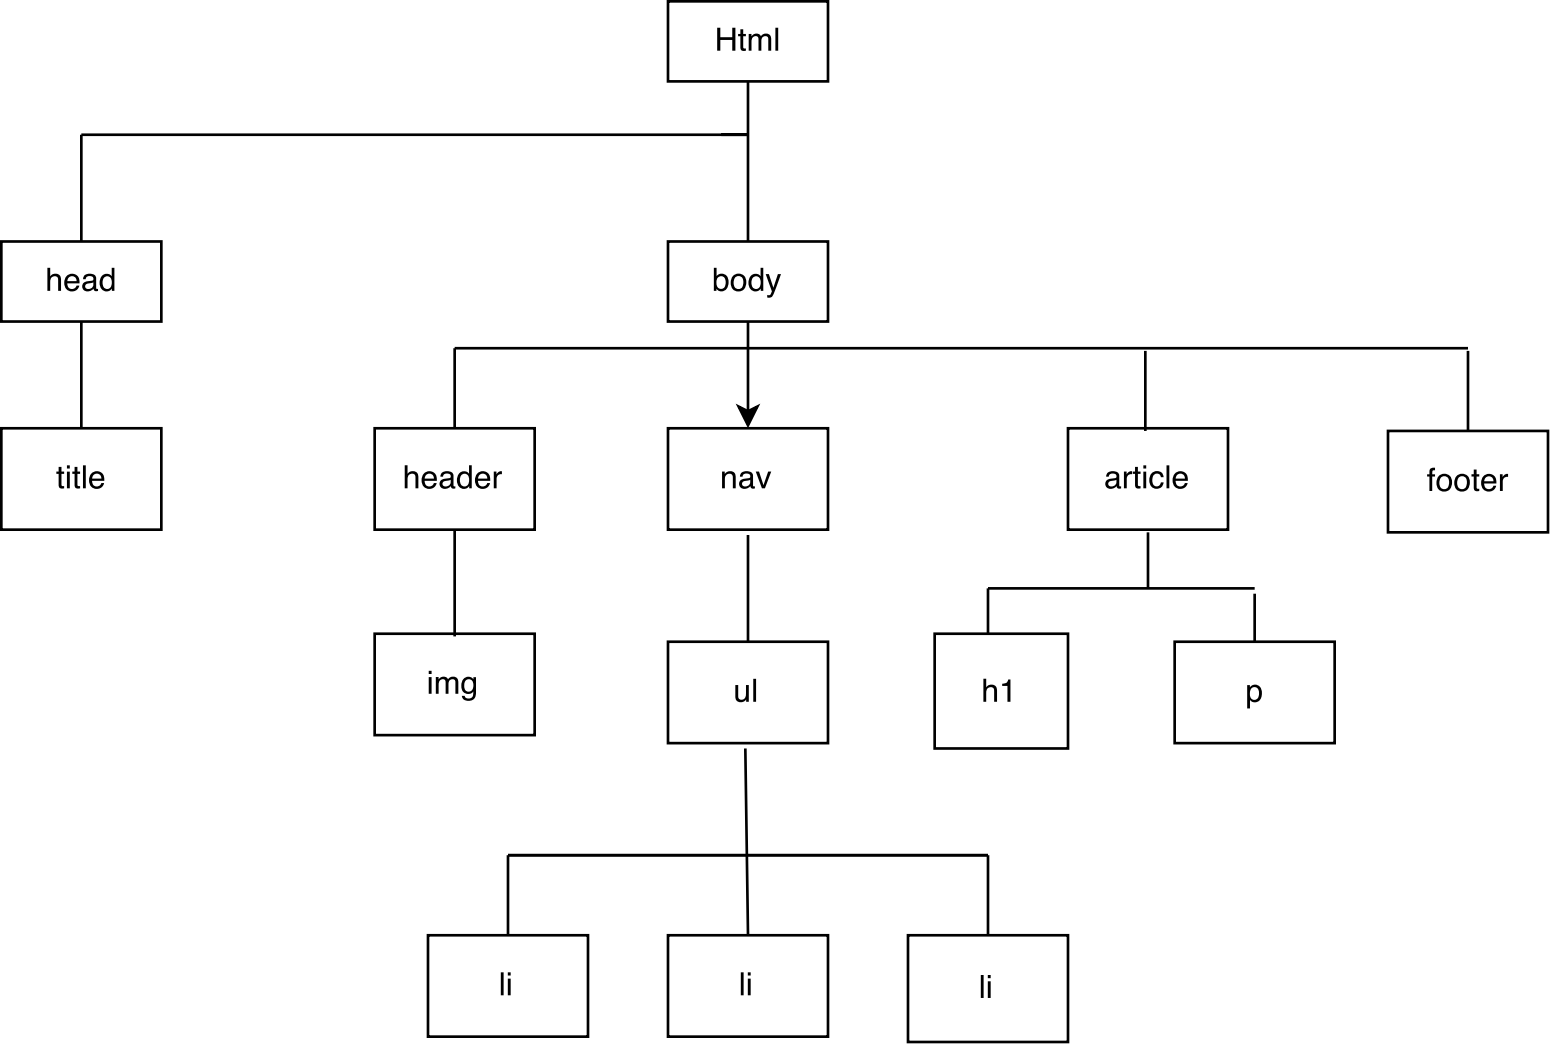 Html
head
body
title
header
nav
article
footer
img
ul
h1
p
li
li
li